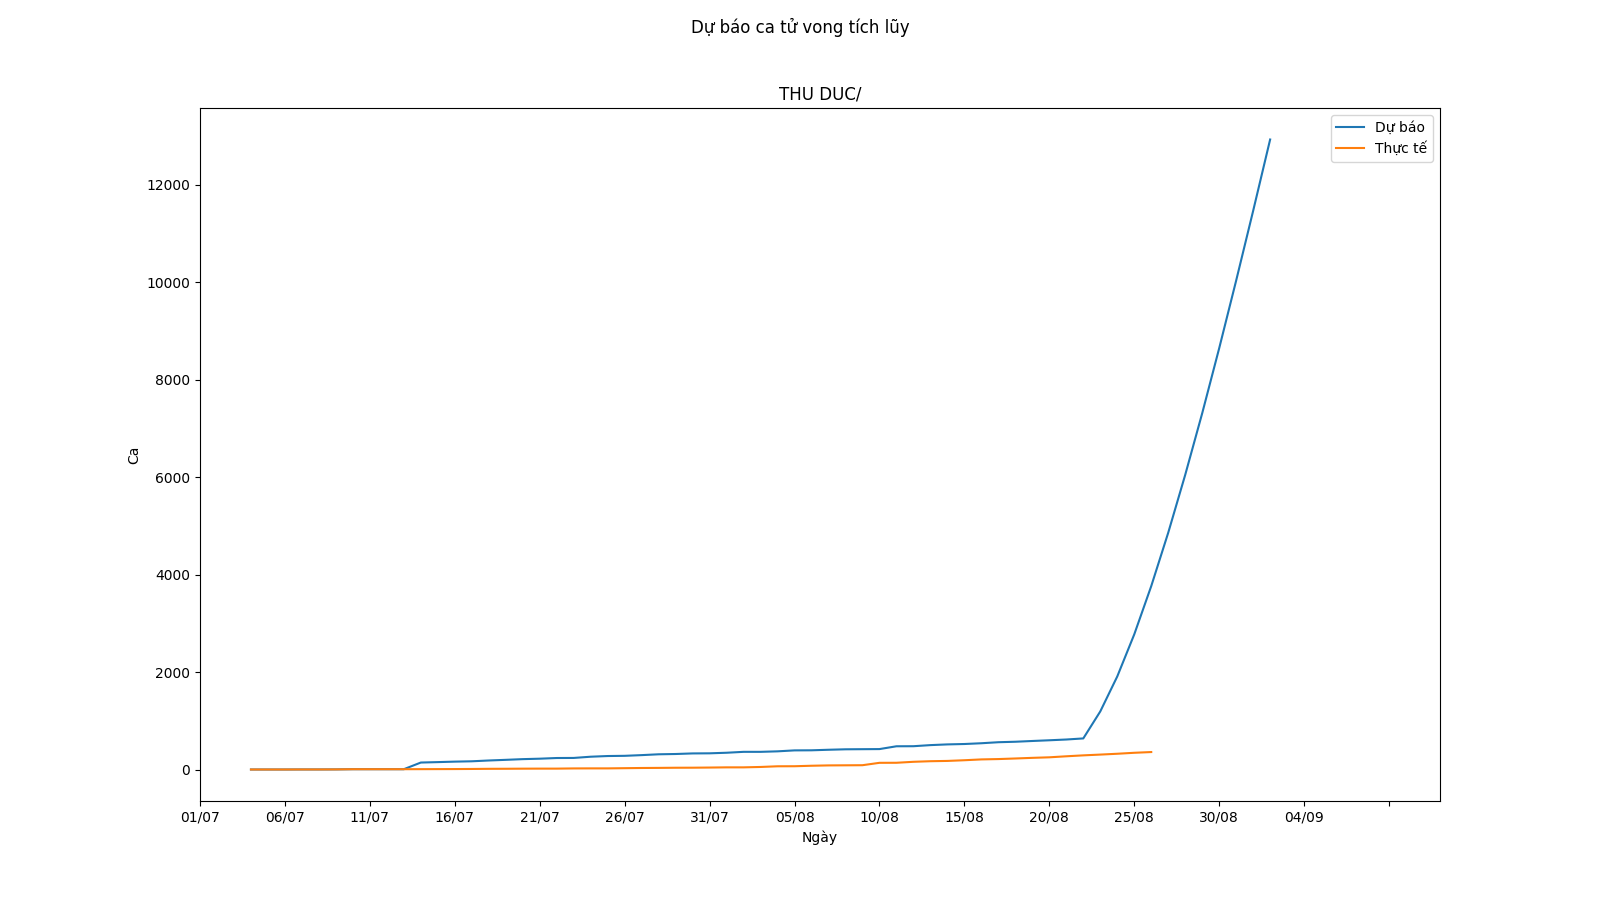 Dự báo ca tử vong tích lũy
THU DUC/
Dự báo
Thực tế
12000
10000
8000
6000
4000
2000
0
Ca
01/07 06/07 11/07 16/07 21/07 26/07 31/07 05/08 10/08 15/08 20/08 25/08 30/08 04/09
Ngày